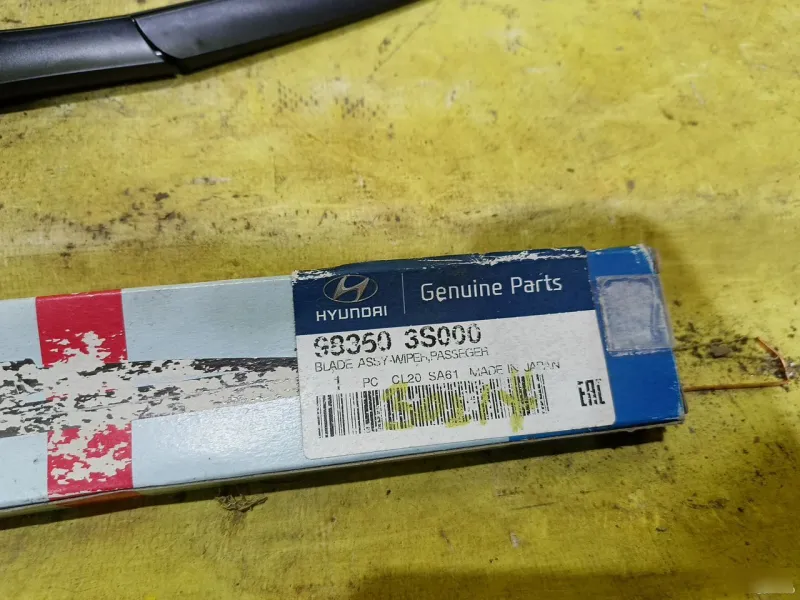 HYUNDAI
Genuine Parts
98350 3S000
BLADE ASSY-WIPER,PASSEGER
1 PC CL20 SA61 MADE IN JAPAN
EAC